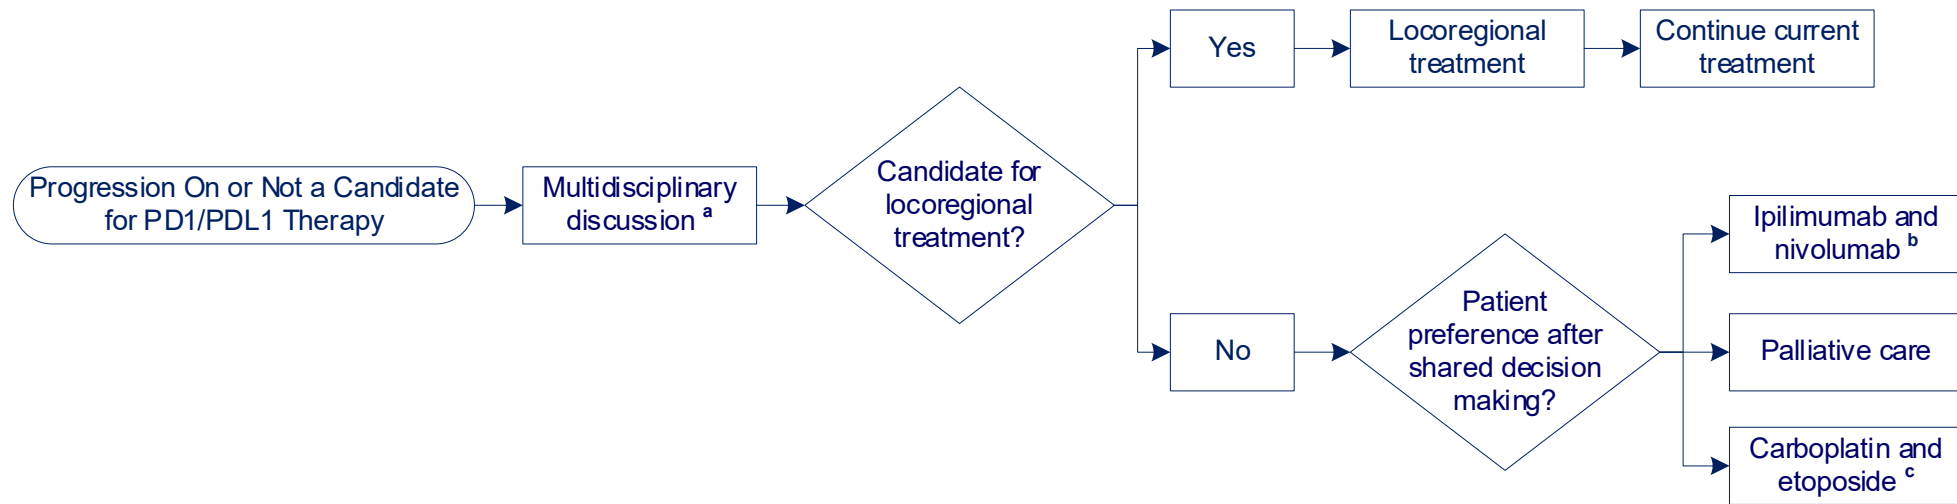 Progression On or Not a Candidate
for PD1/PDL1 Therapy
Multidisciplinary
discussion a
Candidate for
locoregional
treatment?
Yes
Locoregional
treatment
Continue current
treatment
No
Patient
preference after
shared decision
making?
Ipilimumab and
nivolumab b
Palliative care
Carboplatin and
etoposide c